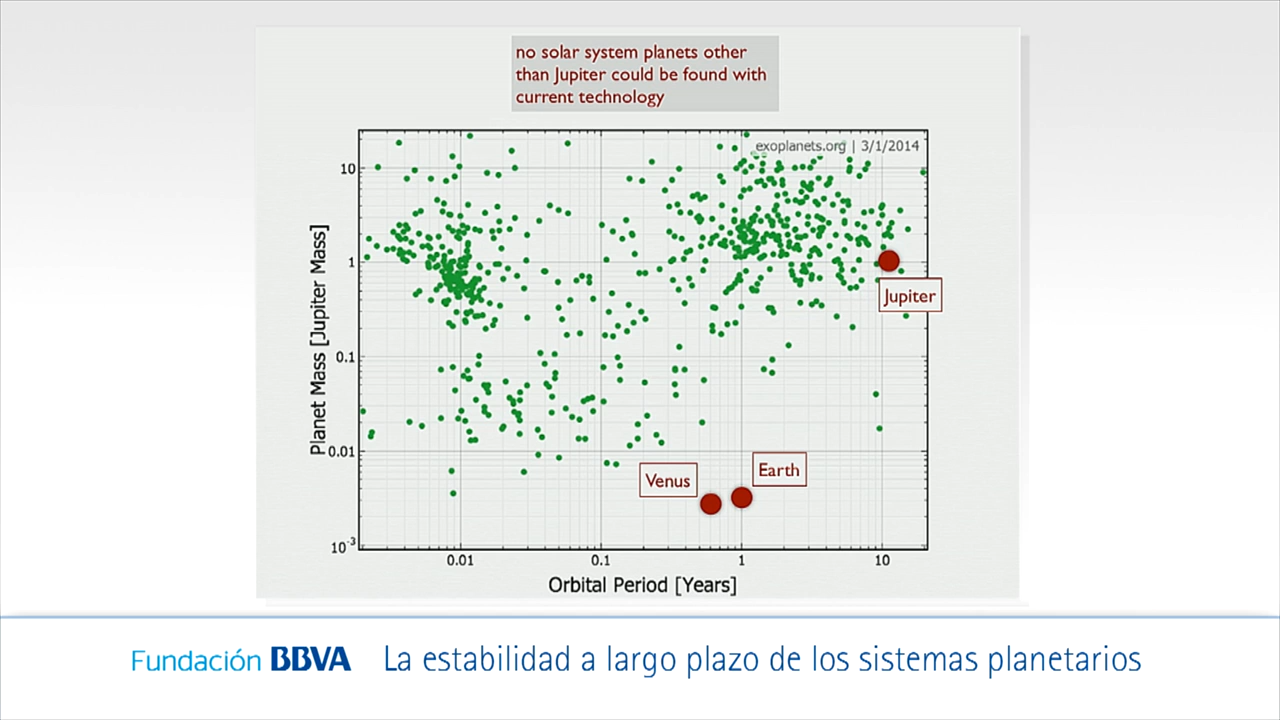 no solar system planets other
than Jupiter could be found with
current technology
exoplanets.org | 3/1/2014
Planet Mass [Jupiter Mass]
10
1
0.1
0.01
10⁻³
Jupiter
Venus
Earth
0.01 0.1 1 10
Orbital Period [Years]
Fundación BBVA La estabilidad a largo plazo de los sistemas planetarios